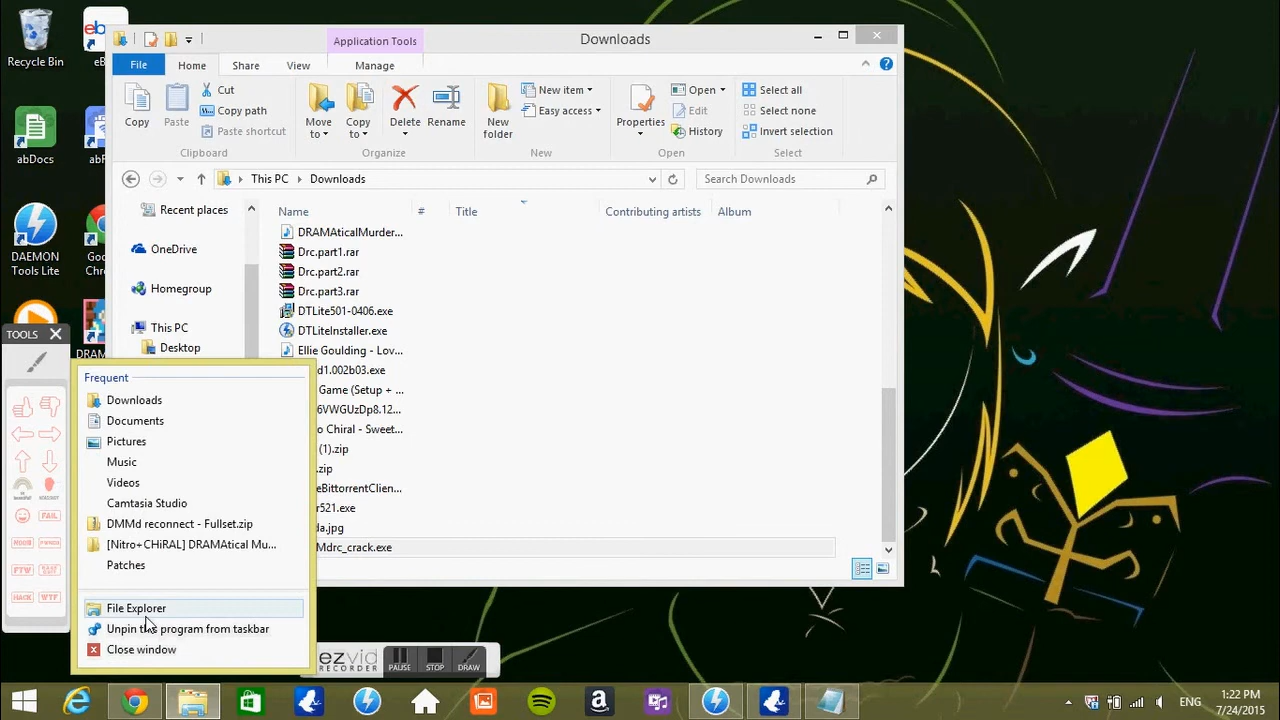 Recycle Bin
eb
abDocs
DAEMON
Tools Lite
Downloads
Application Tools
File
Home
Share
View
Manage
Copy
Paste
Cut
Copy path
Paste shortcut
Move
to
Copy
to
Delete
Rename
New
folder
New item
Easy access
Properties
Open
Edit
History
Select all
Select none
Invert selection
Clipboard
Organize
New
Open
Select
This PC
Downloads
Search Downloads
Recent places
OneDrive
Homegroup
This PC
Desktop
Name
#
Title
Contributing artists
Album
DRAMAticalMurder...
Drc.part1.rar
Drc.part2.rar
Drc.part3.rar
DTLite501-0406.exe
DTLiteInstaller.exe
Ellie Goulding - Lov...
d1.002b03.exe
Game (Setup + ...
6VWGUzDp8.12...
o Chiral - Sweet...
(1).zip
.zip
eBittorrentClien...
r521.exe
da.jpg
Mdrc_crack.exe
TOOLS
FAIL
FTW
HACK
WTF
Frequent
Downloads
Documents
Pictures
Music
Videos
Camtasia Studio
DMMd reconnect - Fullset.zip
[Nitro+CHiRAL] DRAMAtical Mu...
Patches
File Explorer
Unpin this program from taskbar
Close window
ezvid
RECORDER
PAUSE
STOP
DRAW
ENG
1:22 PM
7/24/2015